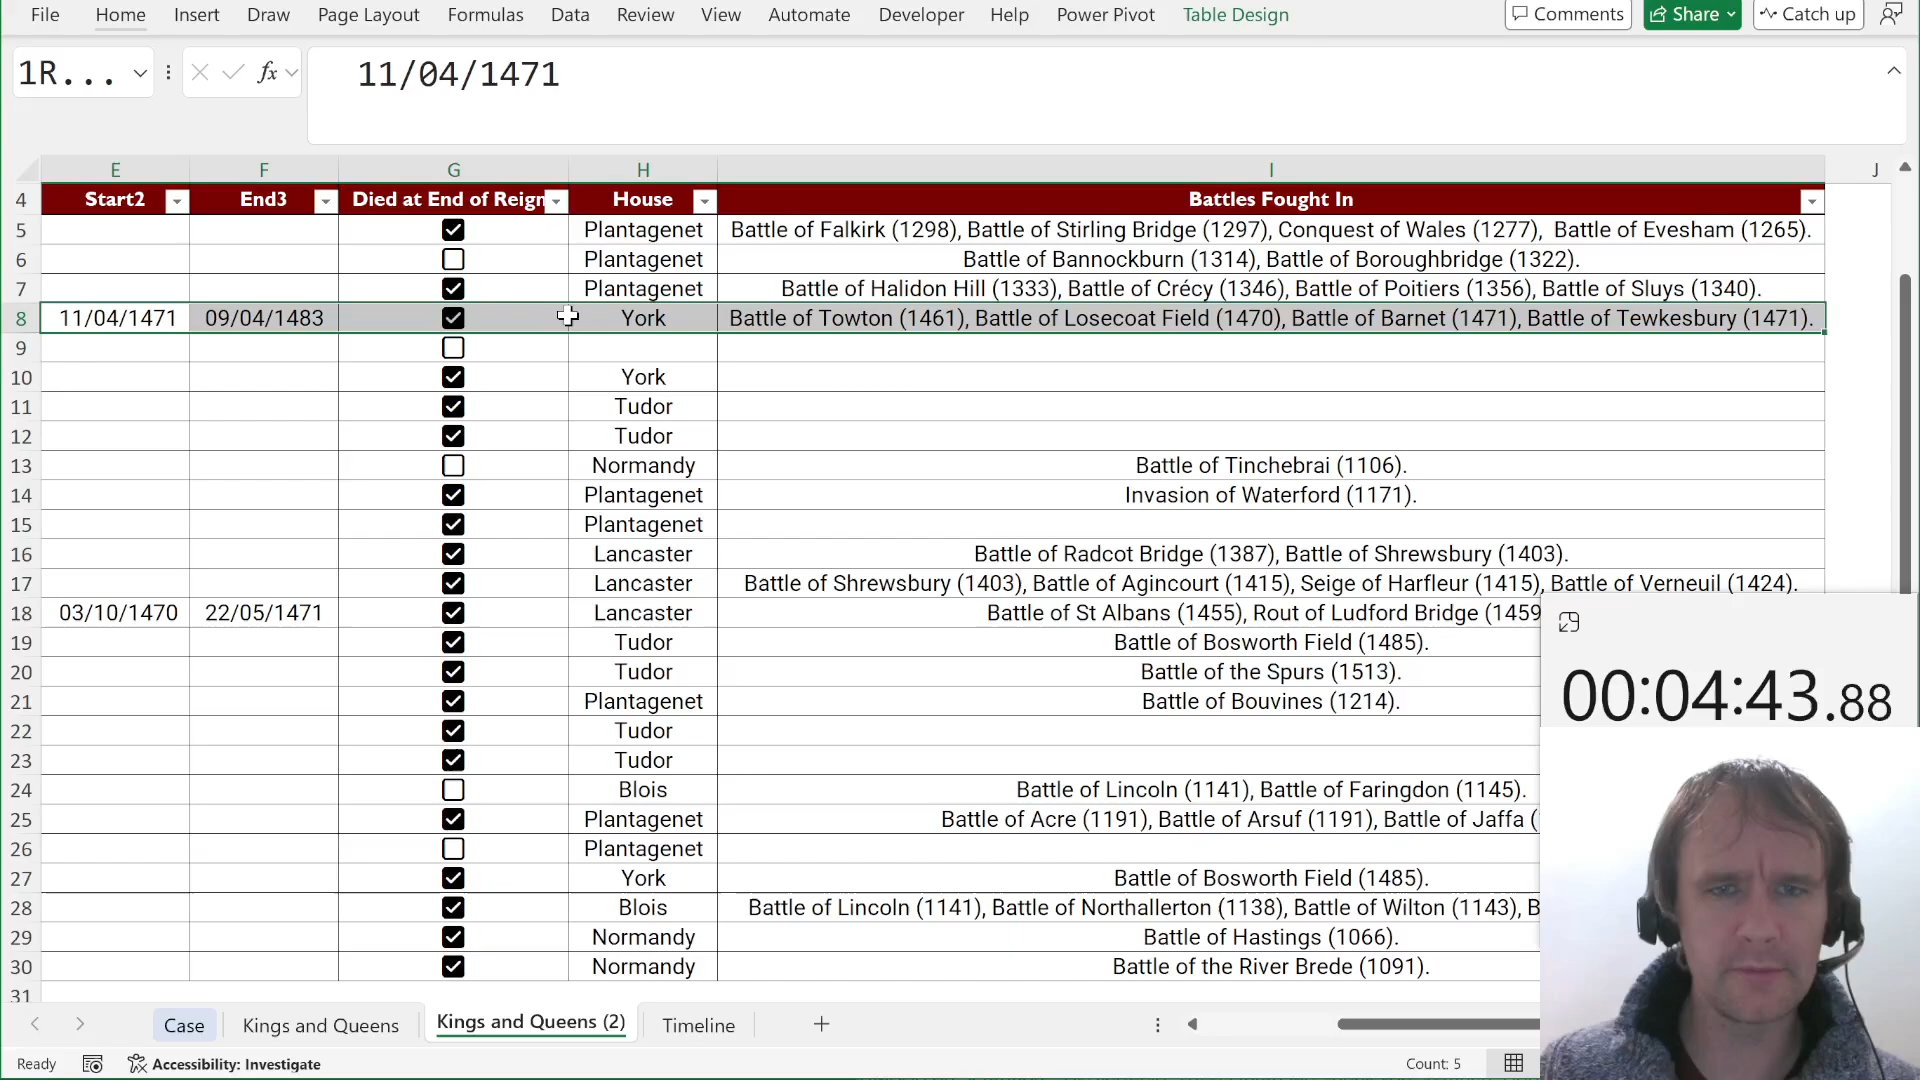 File Home Insert Draw Page Layout Formulas Data Review View Automate Developer Help Power Pivot Table Design Comments Share Catch up
1R... fx 11/04/1471
E F G H I J
4 Start2 End3 Died at End of Reign House Battles Fought In
5 Plantagenet Battle of Falkirk (1298), Battle of Stirling Bridge (1297), Conquest of Wales (1277), Battle of Evesham (1265).
6 Plantagenet Battle of Bannockburn (1314), Battle of Boroughbridge (1322).
7 Plantagenet Battle of Halidon Hill (1333), Battle of Crécy (1346), Battle of Poitiers (1356), Battle of Sluys (1340).
8 11/04/1471 09/04/1483 York Battle of Towton (1461), Battle of Losecoat Field (1470), Battle of Barnet (1471), Battle of Tewkesbury (1471).
9
10 York
11 Tudor
12 Tudor
13 Normandy Battle of Tinchebrai (1106).
14 Plantagenet Invasion of Waterford (1171).
15 Plantagenet
16 Lancaster Battle of Radcot Bridge (1387), Battle of Shrewsbury (1403).
17 Lancaster Battle of Shrewsbury (1403), Battle of Agincourt (1415), Seige of Harfleur (1415), Battle of Verneuil (1424).
18 03/10/1470 22/05/1471 Lancaster Battle of St Albans (1455), Rout of Ludford Bridge (1459
19 Tudor Battle of Bosworth Field (1485).
20 Tudor Battle of the Spurs (1513).
21 Plantagenet Battle of Bouvines (1214).
22 Tudor
23 Tudor
24 Blois Battle of Lincoln (1141), Battle of Faringdon (1145).
25 Plantagenet Battle of Acre (1191), Battle of Arsuf (1191), Battle of Jaffa (
26 Plantagenet
27 York Battle of Bosworth Field (1485).
28 Blois Battle of Lincoln (1141), Battle of Northallerton (1138), Battle of Wilton (1143), B
29 Normandy Battle of Hastings (1066).
30 Normandy Battle of the River Brede (1091).
31
00:04:43.88
Case Kings and Queens Kings and Queens (2) Timeline
Ready Accessibility: Investigate Count: 5